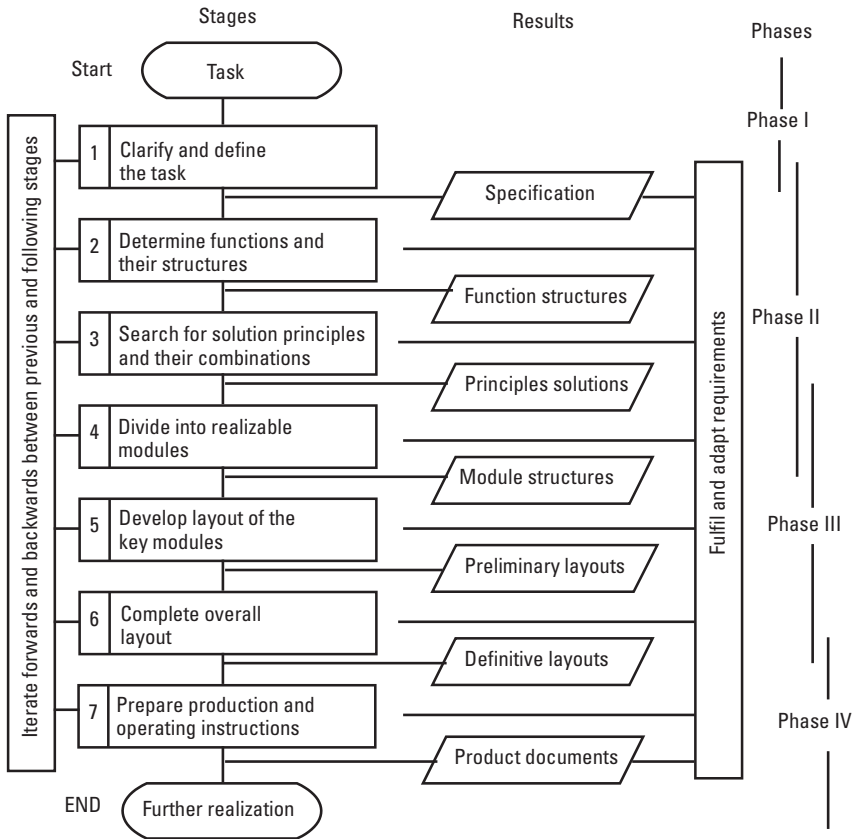 Stages
Results
Phases
Start
Task
Phase I
1
Clarify and define
the task
Specification
2
Determine functions and
their structures
Function structures
Phase II
3
Search for solution principles
and their combinations
Principles solutions
4
Divide into realizable
modules
Module structures
5
Develop layout of the
key modules
Phase III
Preliminary layouts
6
Complete overall
layout
Definitive layouts
7
Prepare production and
operating instructions
Phase IV
Product documents
END
Further realization
Iterate forwards and backwards between previous and following stages
Fulfil and adapt requirements